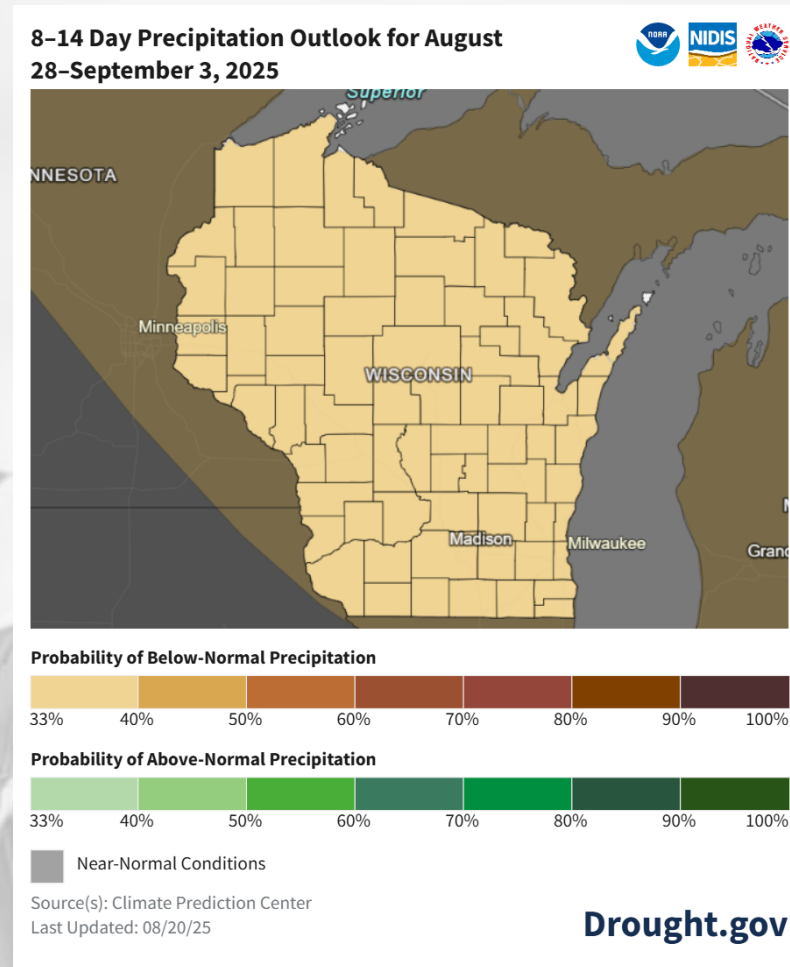 8–14 Day Precipitation Outlook for August
28–September 3, 2025
NOAA
NIDIS
Superior
NNESOTA
Minneapolis
WISCONSIN
Madison
Milwaukee
Grand
Probability of Below-Normal Precipitation
33% 40% 50% 60% 70% 80% 90% 100%
Probability of Above-Normal Precipitation
33% 40% 50% 60% 70% 80% 90% 100%
Near-Normal Conditions
Source(s): Climate Prediction Center
Last Updated: 08/20/25
Drought.gov